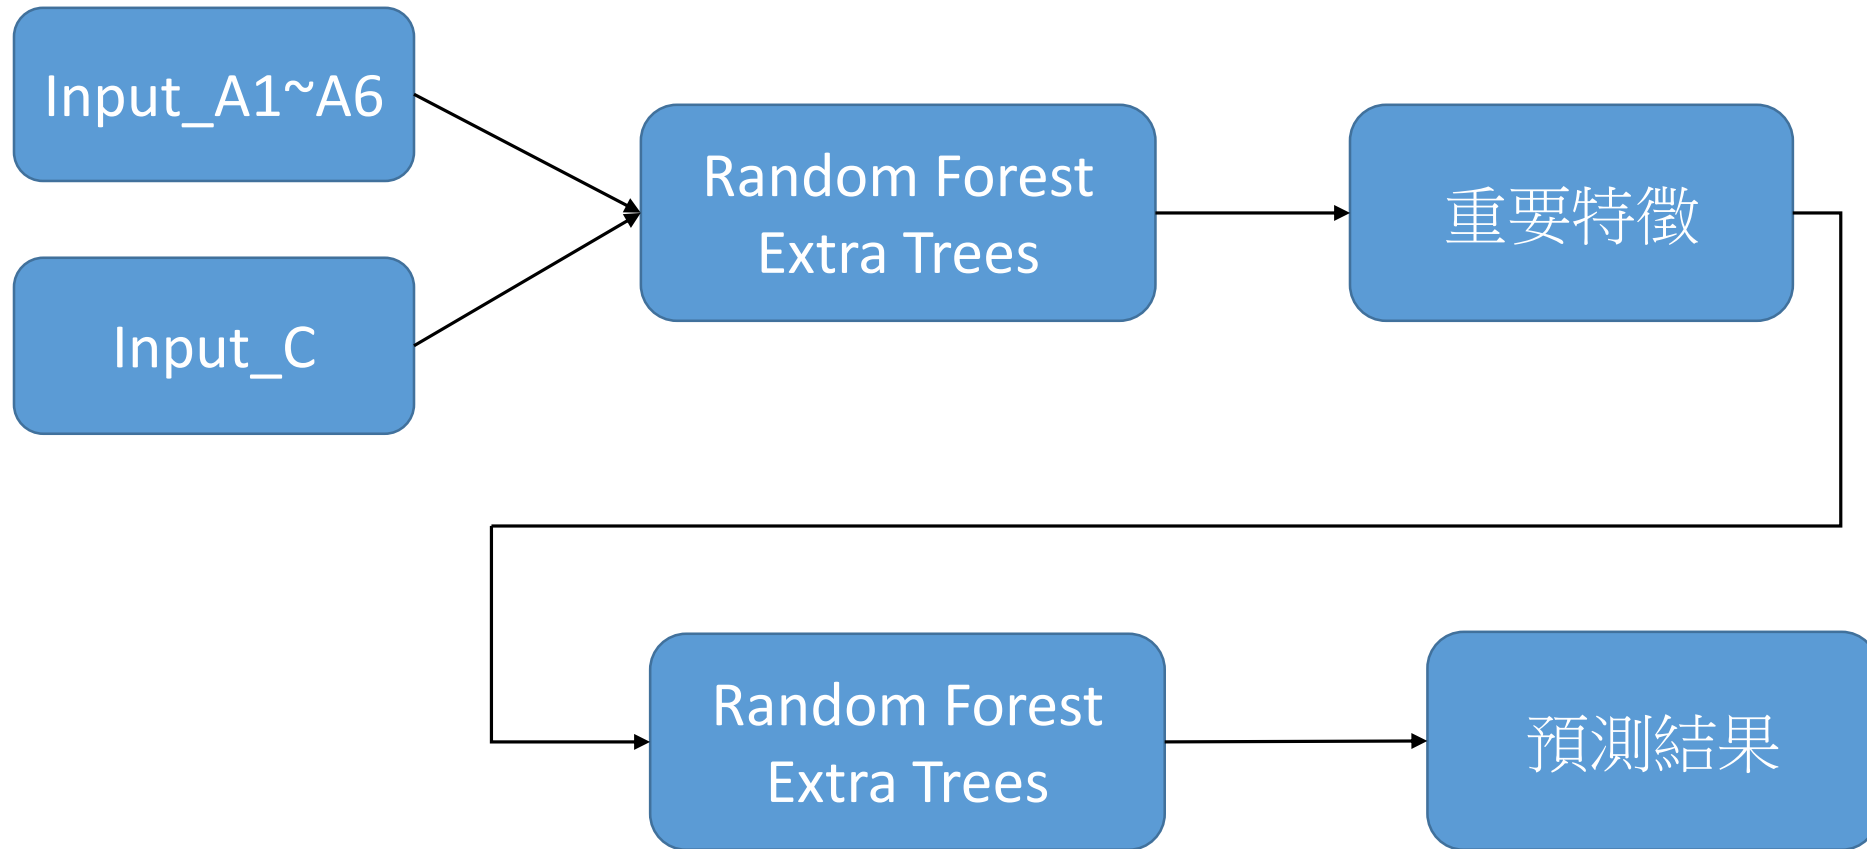 Input_A1~A6
Input_C
Random Forest
Extra Trees
重要特徵
Random Forest
Extra Trees
預測結果